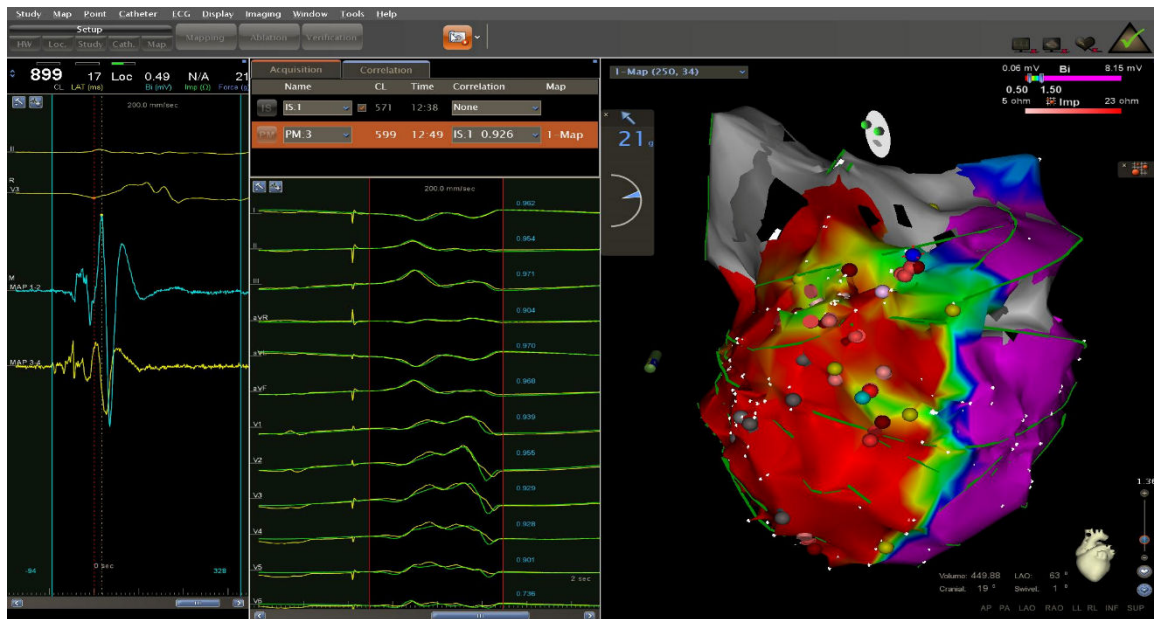 Study Map Point Catheter ECG Display Imaging Window Tools Help
Setup
HW Loc. Study Cath. Map Mapping Ablation Verification
899 17 Loc 0.49 N/A 21
CL LAT (ms) Bi (mV) Imp (Ω) Force (g)
200.0 mm/sec
II
R
V3
M
MAP 1-2
MAP 3-4
-94 0 sec 328
Acquisition Correlation
Name CL Time Correlation Map
IS IS.1 571 12:38 None
PM PM.3 599 12:49 IS.1 0.926 1-Map
200.0 mm/sec
I 0.962
II 0.954
III 0.971
aVR 0.904
aVL 0.970
aVF 0.968
V1 0.939
V2 0.955
V3 0.929
V4 0.928
V5 0.901
2 sec
V6 0.736
1-Map (250, 34)
21 g
0.06 mV Bi 8.15 mV
0.50 1.50
5 ohm Imp 23 ohm
1.36
Volume: 449.88 LAO: 63 °
Cranial: 19 ° Swivel: 1 °
AP PA LAO RAO LL RL INF SUP